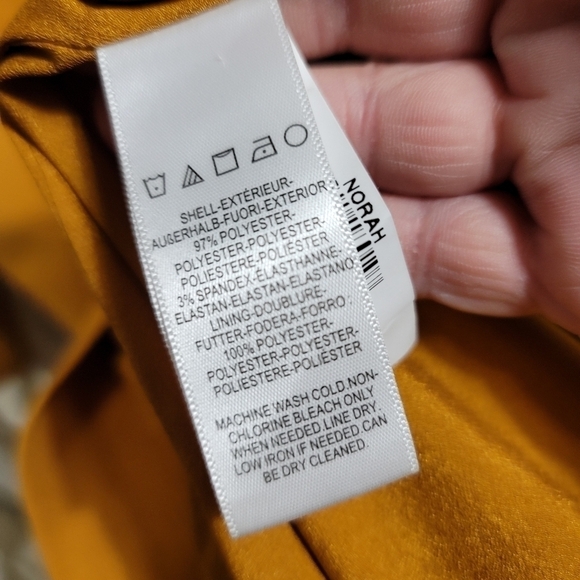 SHELL-EXTÉRIEUR-
AUßERHALB-FUORI-EXTERIOR :
97% POLYESTER-
POLYESTER-POLYESTER-
POLIESTERE-POLIÉSTER
3% SPANDEX-ÉLASTHANNE.
ELASTAN-ELASTAN-ELASTANO
LINING-DOUBLURE-
FUTTER-FODERA-FORRO :
100% POLYESTER-
POLYESTER-POLYESTER-
POLIESTERE-POLIÉSTER
MACHINE WASH COLD.NON-
CHLORINE BLEACH ONLY
WHEN NEEDED.LINE DRY.
LOW IRON IF NEEDED.CAN
BE DRY CLEANED.
NORAH